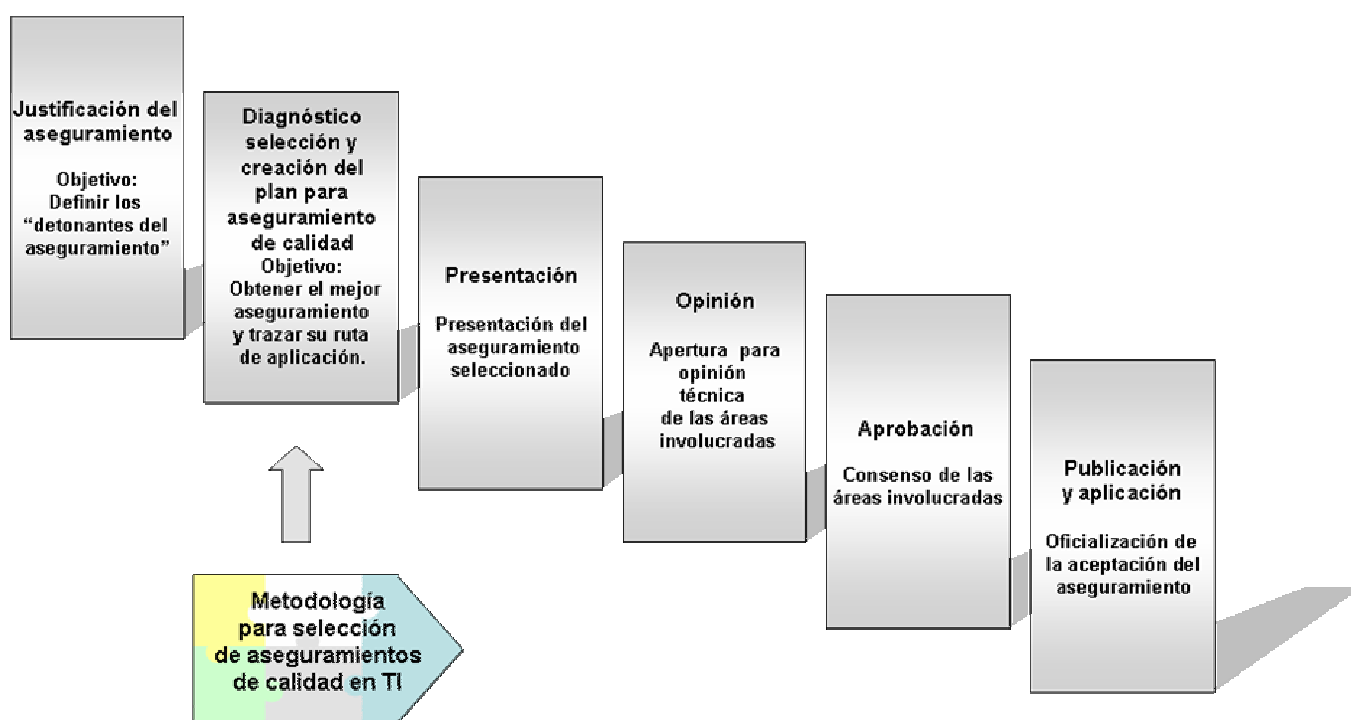 Justificación del
aseguramiento
Objetivo:
Definir los
“detonantes del
aseguramiento”
Diagnóstico
selección y
creación del
plan para
aseguramiento
de calidad
Objetivo:
Obtener el mejor
aseguramiento
y trazar su ruta
de aplicación.
Presentación
Presentación del
aseguramiento
seleccionado
Opinión
Apertura para
opinión
técnica
de las áreas
involucradas
Aprobación
Consenso de las
áreas involucradas
Publicación
y aplicación
Oficialización de
la aceptación del
aseguramiento
Metodología
para selección
de aseguramientos
de calidad en TI